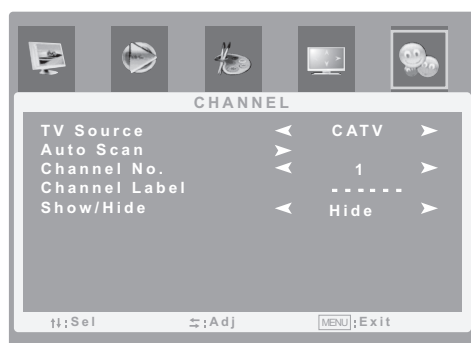 CHANNEL
TV Source CATV
Auto Scan
Channel No. 1
Channel Label - - - - - -
Show/Hide Hide
:Sel :Adj MENU :Exit